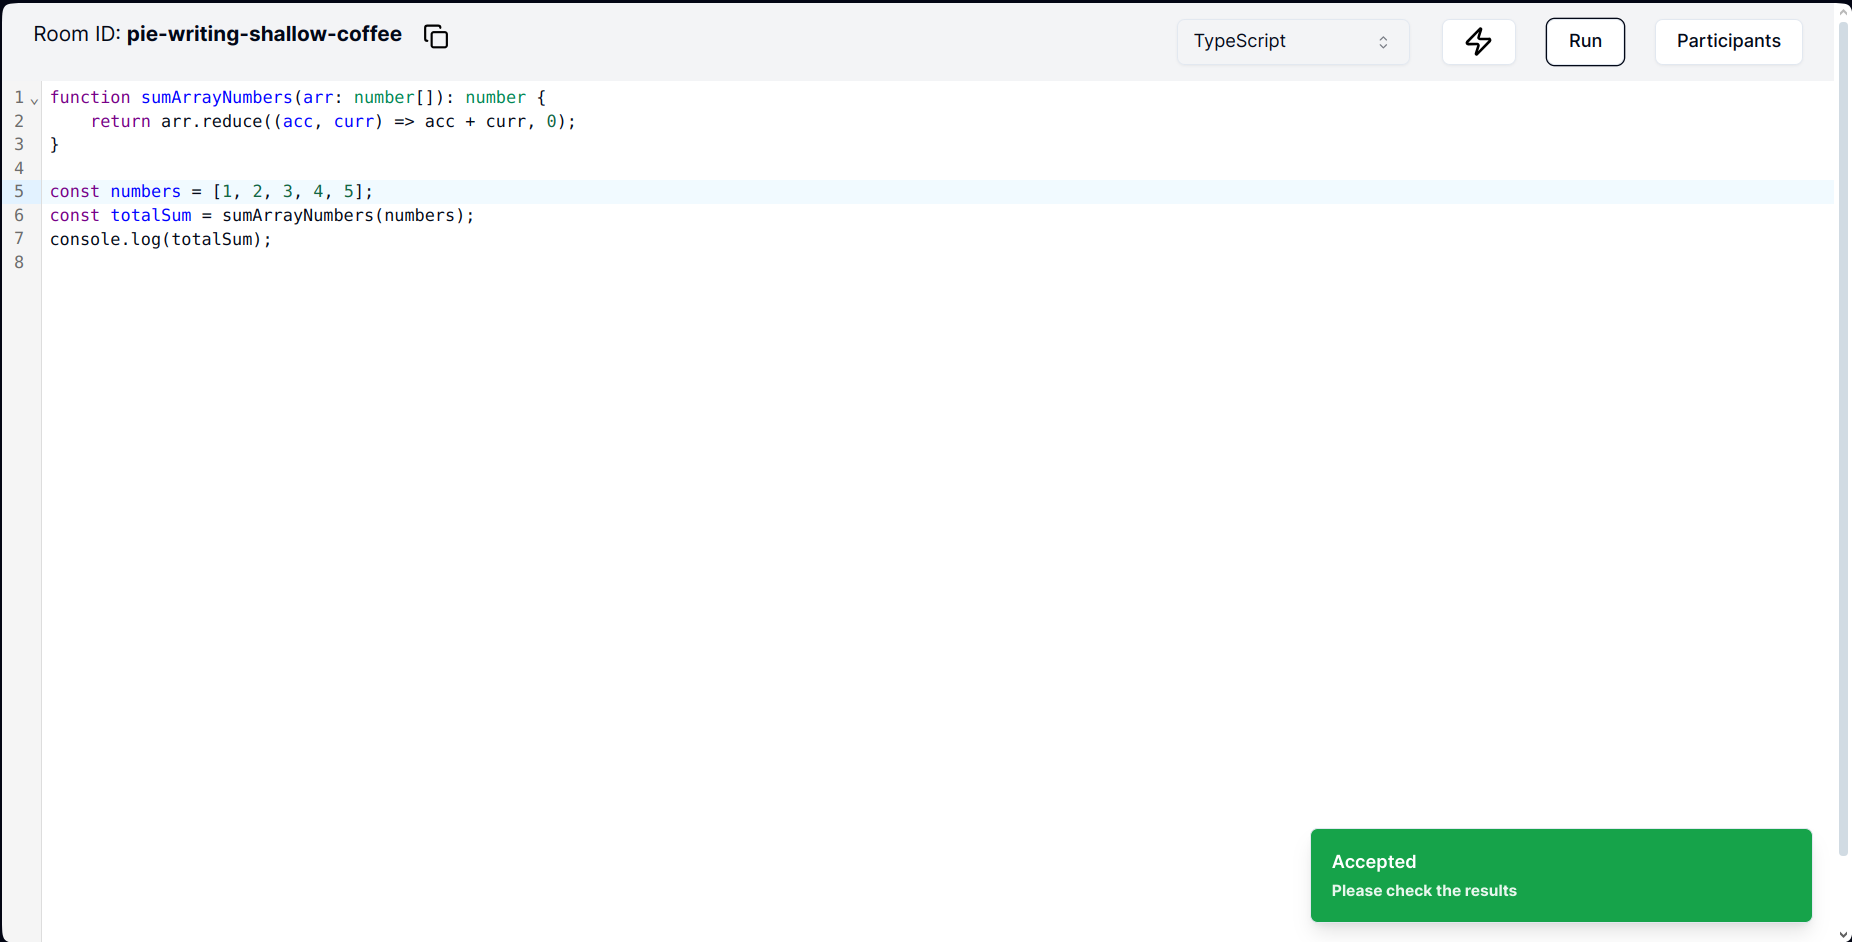 Room ID: pie-writing-shallow-coffee
TypeScript
Run
Participants
1 function sumArrayNumbers(arr: number[]): number {
2     return arr.reduce((acc, curr) => acc + curr, 0);
3 }
4
5 const numbers = [1, 2, 3, 4, 5];
6 const totalSum = sumArrayNumbers(numbers);
7 console.log(totalSum);
8
Accepted
Please check the results